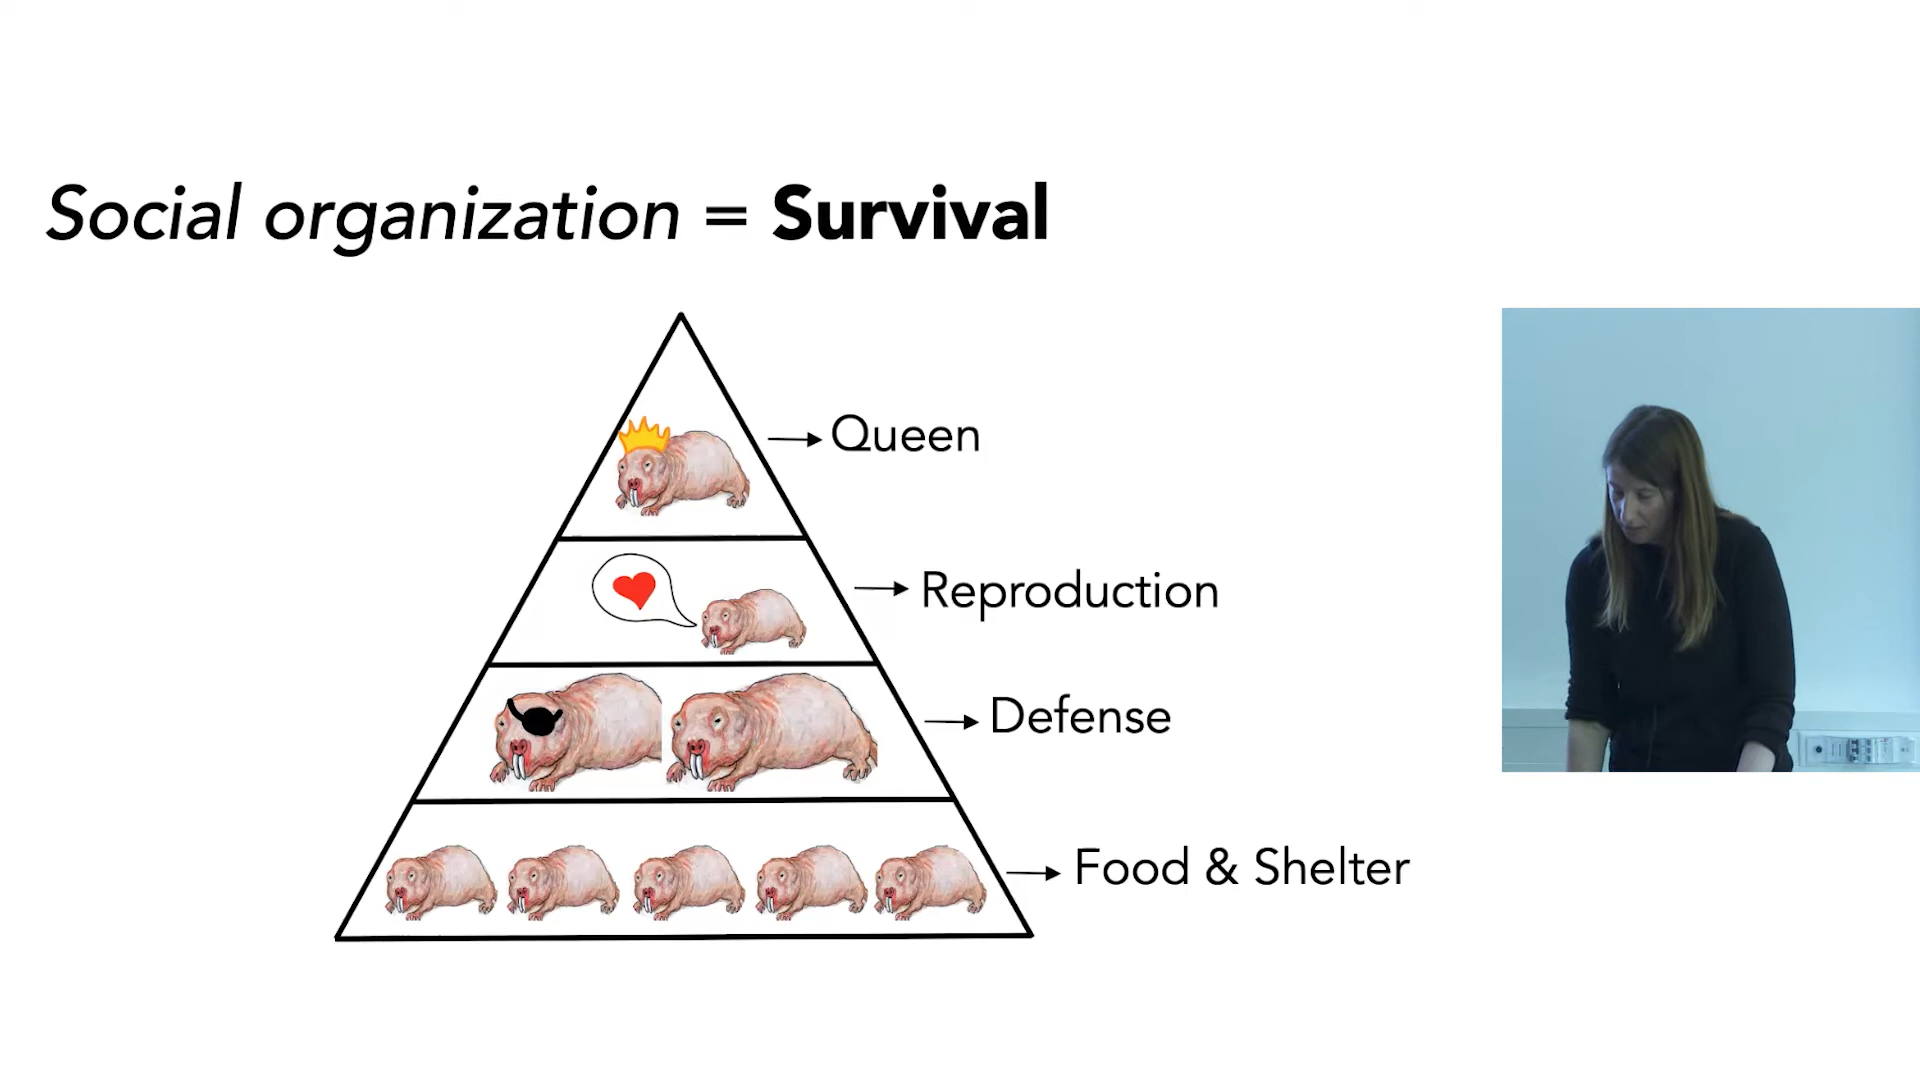 Social organization = Survival
Queen
Reproduction
Defense
Food & Shelter